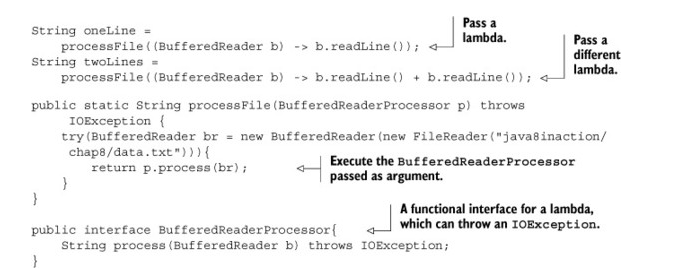 String oneLine =
Pass a
lambda.
processFile((BufferedReader b) -> b.readLine());
String twoLines =
Pass a
different
lambda.
processFile((BufferedReader b) -> b.readLine() + b.readLine());
public static String processFile(BufferedReaderProcessor p) throws
IOException {
try(BufferedReader br = new BufferedReader(new FileReader("java8inaction/
chap8/data.txt"))){
return p.process(br);
Execute the BufferedReaderProcessor
passed as argument.
}
}
A functional interface for a lambda,
which can throw an IOException.
public interface BufferedReaderProcessor{
String process(BufferedReader b) throws IOException;
}